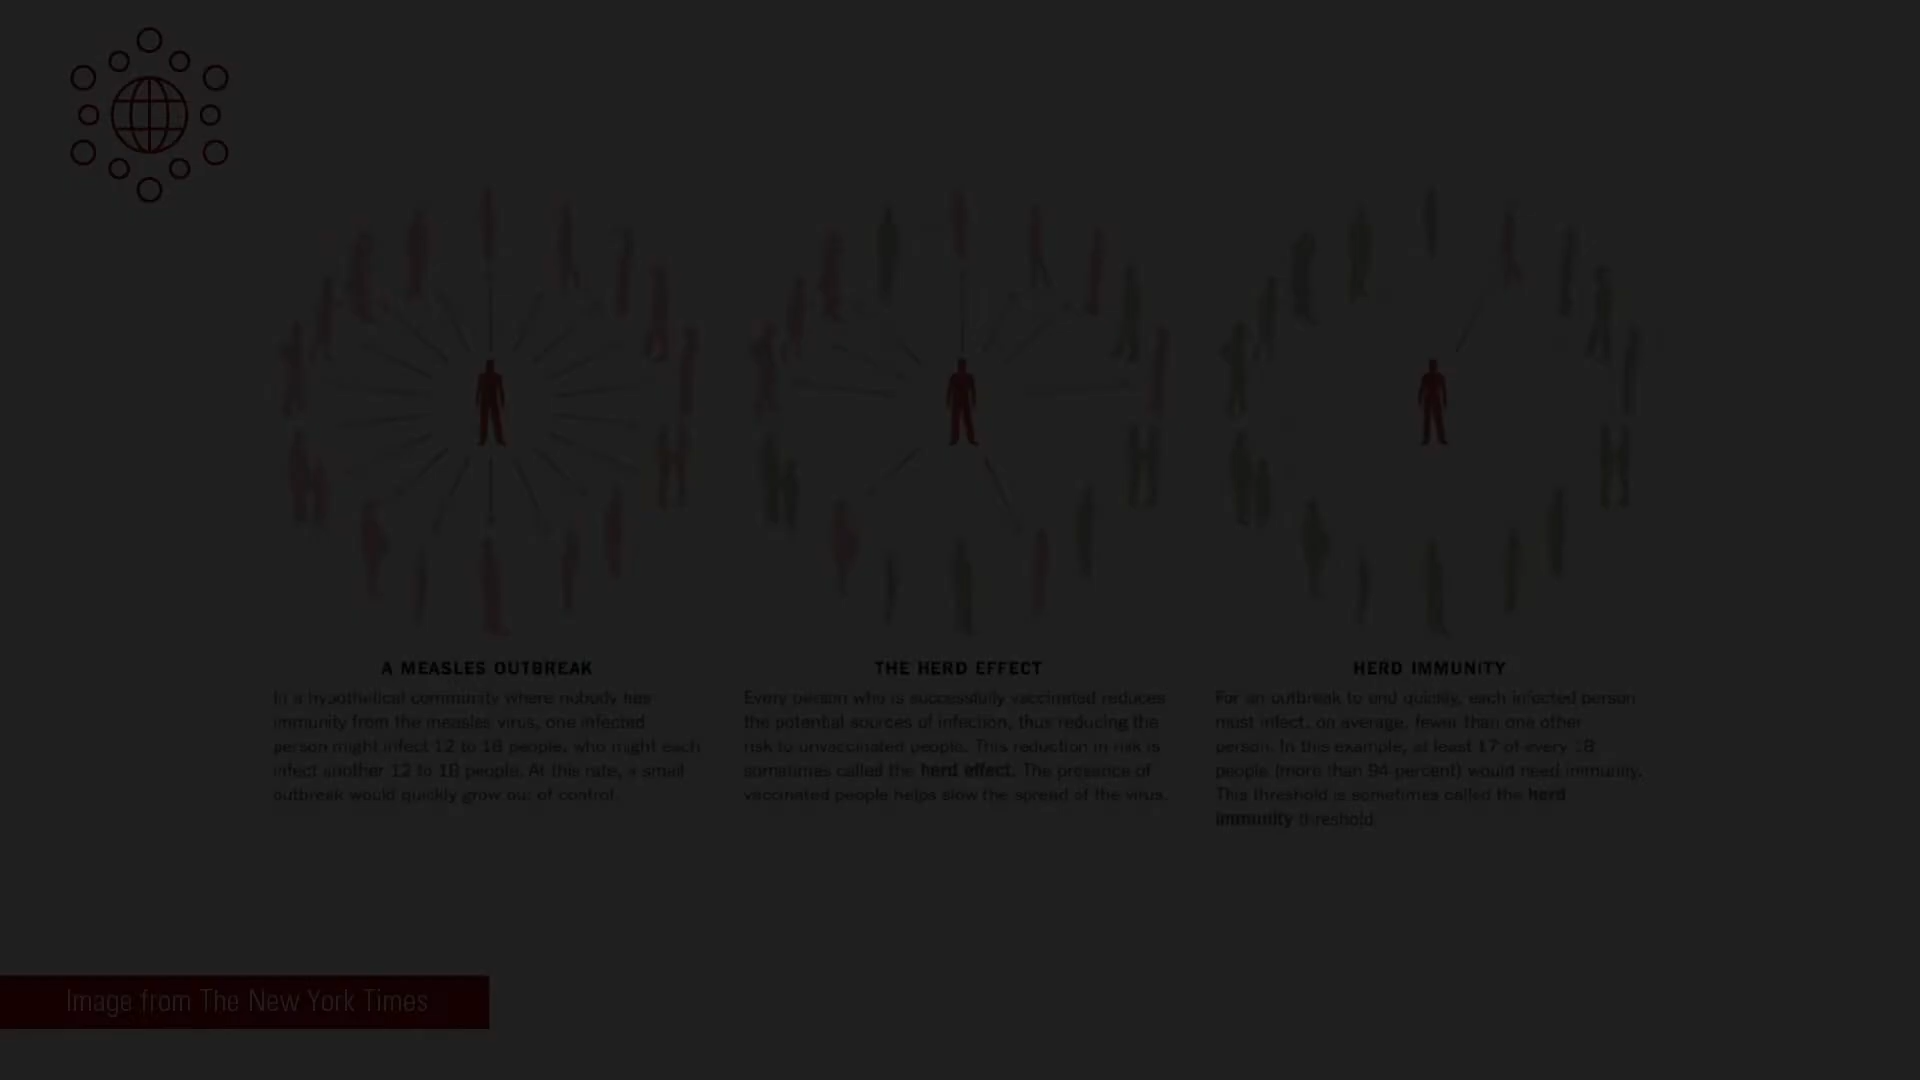 A MEASLES OUTBREAK
In a hypothetical community where nobody has
immunity from the measles virus, one infected
person might infect 12 to 18 people, who might each
infect another 12 to 18 people. At this rate, a small
outbreak would quickly grow out of control.
THE HERD EFFECT
Every person who is successfully vaccinated reduces
the potential sources of infection, thus reducing the
risk to unvaccinated people. This reduction in risk is
sometimes called the herd effect. The presence of
vaccinated people helps slow the spread of the virus.
HERD IMMUNITY
For an outbreak to end quickly, each infected person
must infect, on average, fewer than one other
person. In this example, at least 17 of every 18
people (more than 94 percent) would need immunity.
This threshold is sometimes called the herd
immunity threshold.
Image from The New York Times